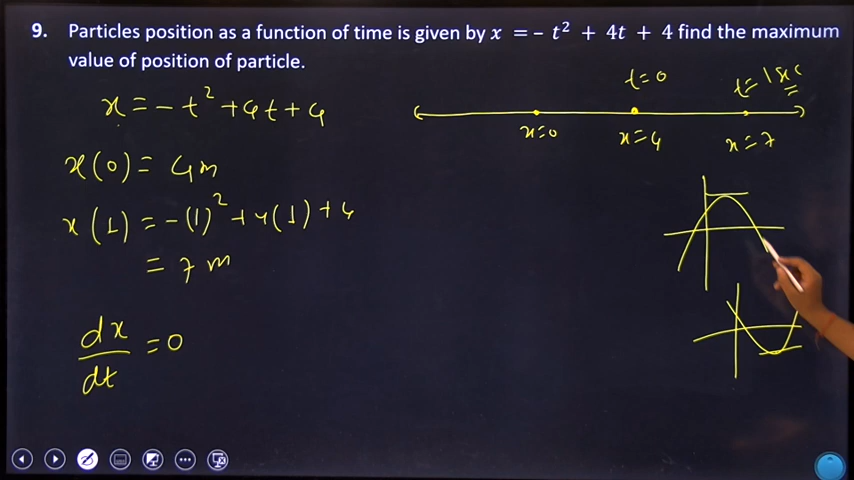 9. Particles position as a function of time is given by x = – t² + 4t + 4 find the maximum
value of position of particle.
x = – t² + 4t + 4
t=0
t=1sec
x=0
x=4
x=7
x(0) = 4m
x(1) = –(1)² + 4(1) + 4
= 7 m
dx/dt = 0